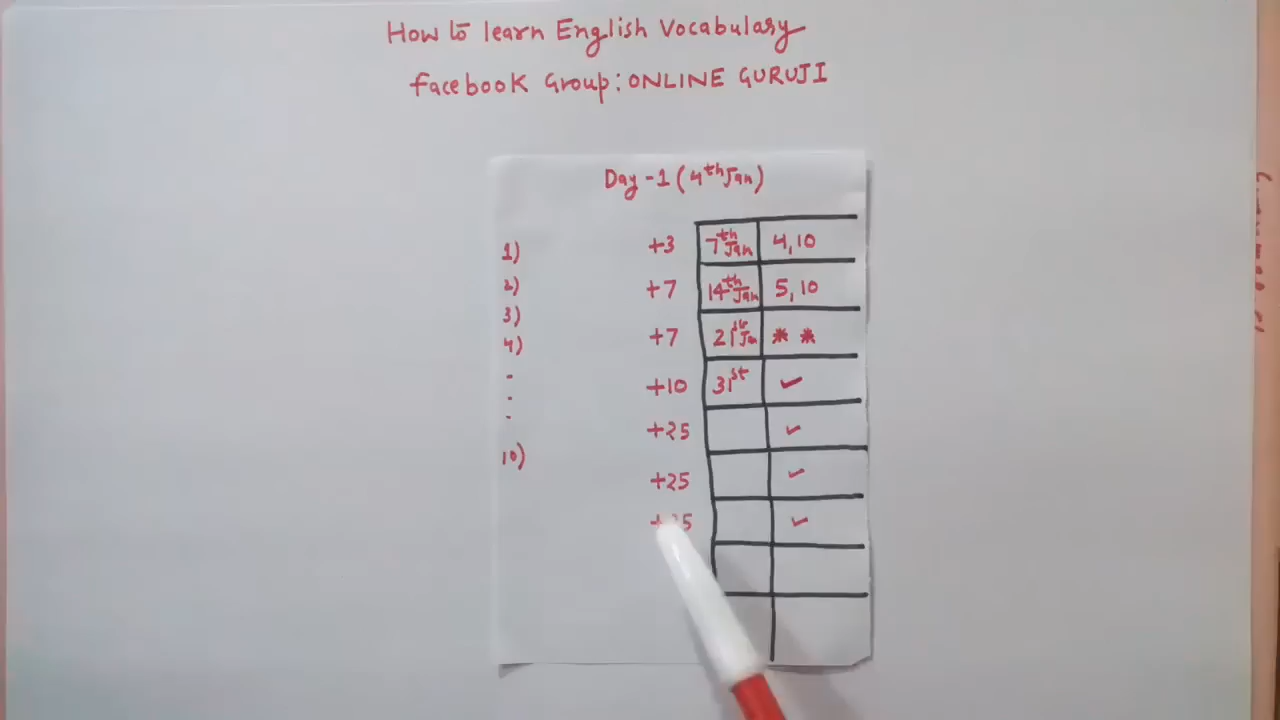 How to learn English Vocabulary
facebook Group: ONLINE GURUJI
Day -1 (4th Jan)
1) +3 7th Jan 4,10
2) +7 14th Jan 5,10
3)
4) +7 21st Jan * *
+10 31st ✓
+25 ✓
10)
+25 ✓
✓